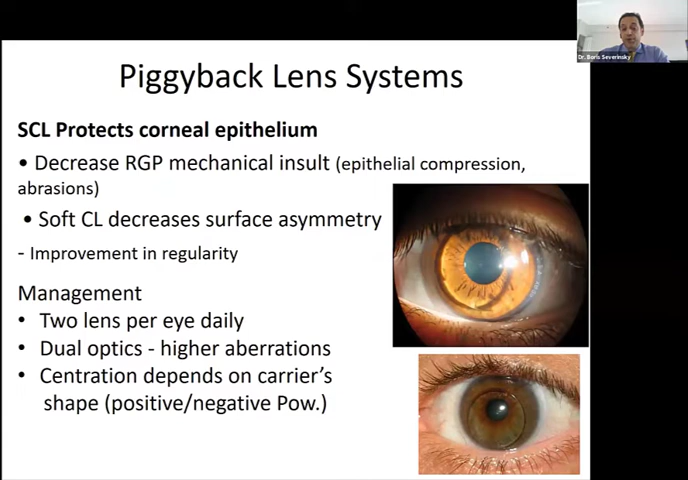 Dr. Boris Severinsky
Piggyback Lens Systems
SCL Protects corneal epithelium
• Decrease RGP mechanical insult (epithelial compression,
abrasions)
• Soft CL decreases surface asymmetry
- Improvement in regularity
Management
• Two lens per eye daily
• Dual optics - higher aberrations
• Centration depends on carrier's
shape (positive/negative Pow.)